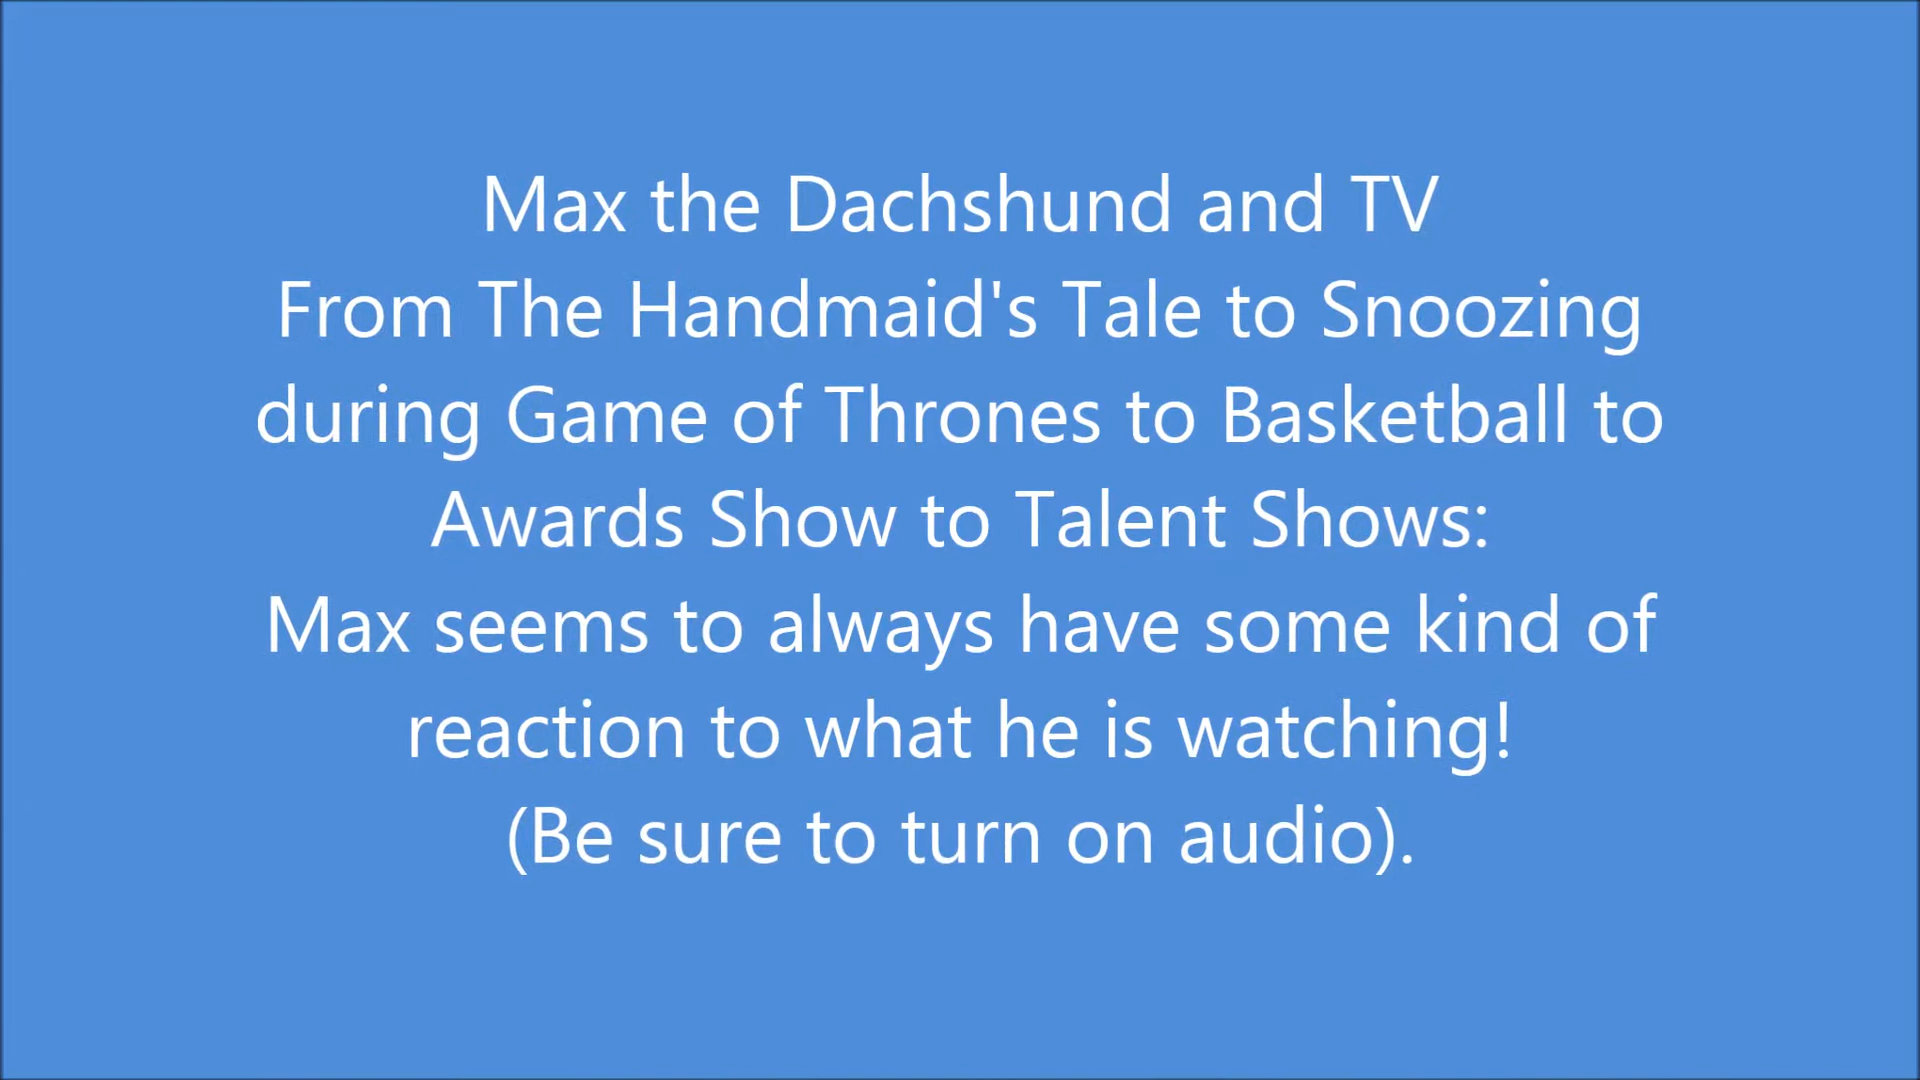 Max the Dachshund and TV
From The Handmaid's Tale to Snoozing
during Game of Thrones to Basketball to
Awards Show to Talent Shows:
Max seems to always have some kind of
reaction to what he is watching!
(Be sure to turn on audio).